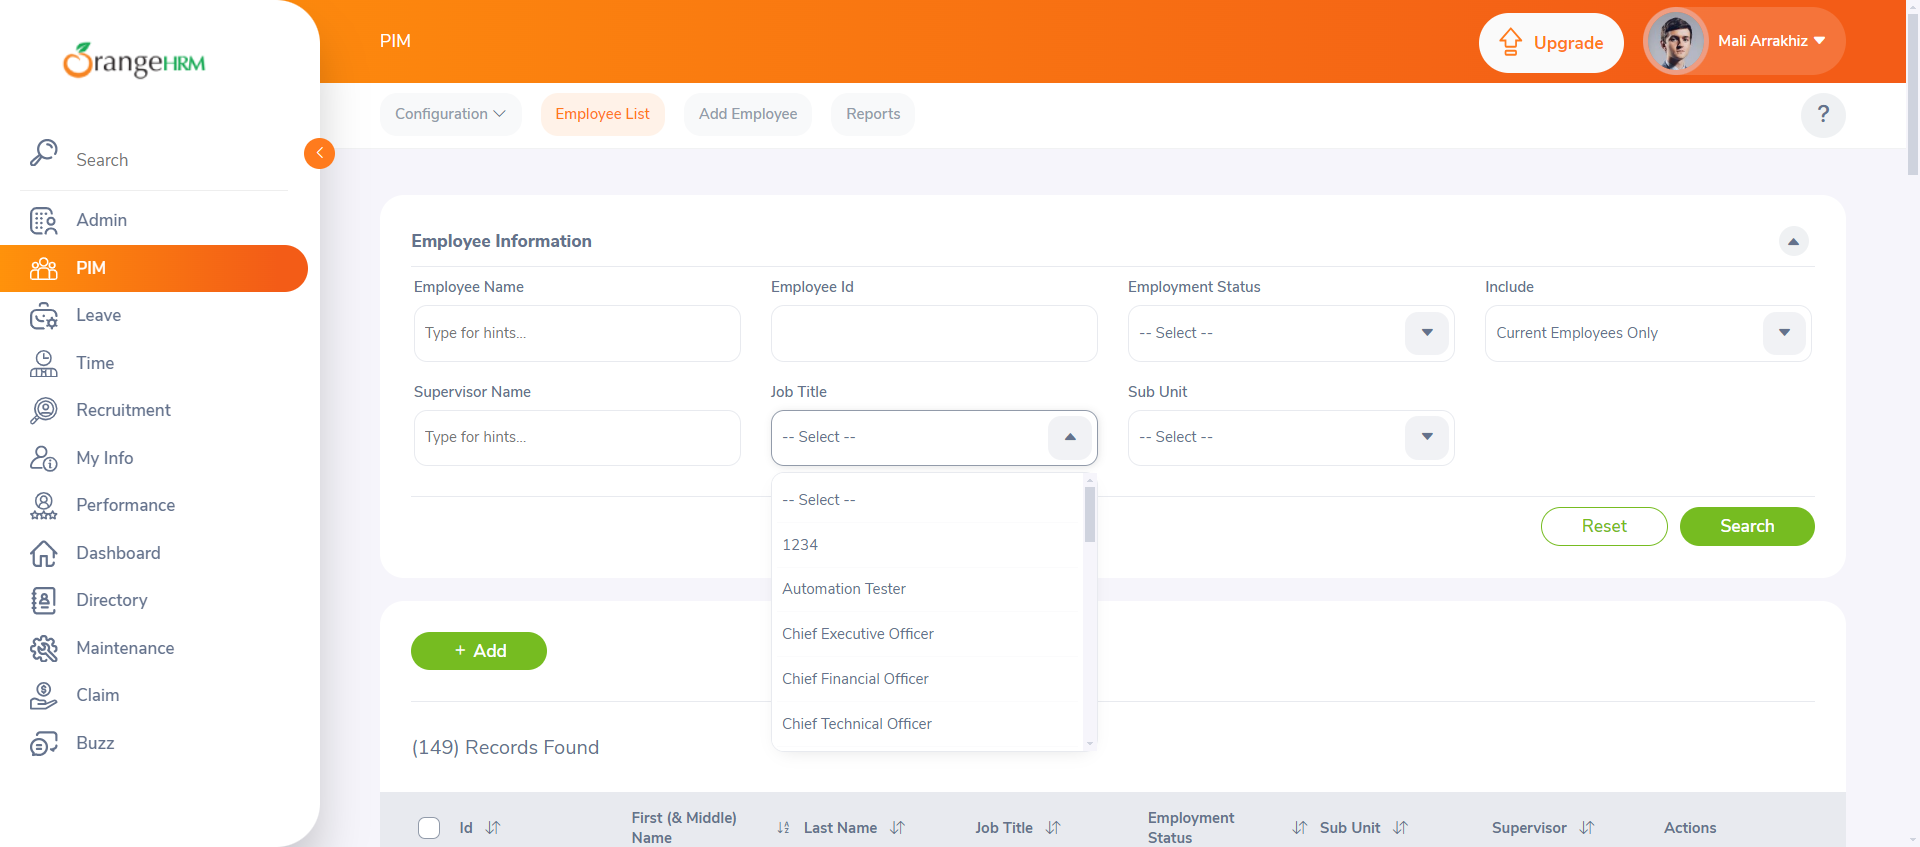 OrangeHRM
PIM
Upgrade
Mali Arrakhiz
Configuration
Employee List
Add Employee
Reports
?
Search
Admin
PIM
Leave
Time
Recruitment
My Info
Performance
Dashboard
Directory
Maintenance
Claim
Buzz
Employee Information
Employee Name
Employee Id
Employment Status
Include
Type for hints...
-- Select --
Current Employees Only
Supervisor Name
Job Title
Sub Unit
Type for hints...
-- Select --
-- Select --
-- Select --
1234
Automation Tester
Chief Executive Officer
Chief Financial Officer
Chief Technical Officer
Reset
Search
+ Add
(149) Records Found
Id
First (& Middle)
Name
Last Name
Job Title
Employment
Status
Sub Unit
Supervisor
Actions